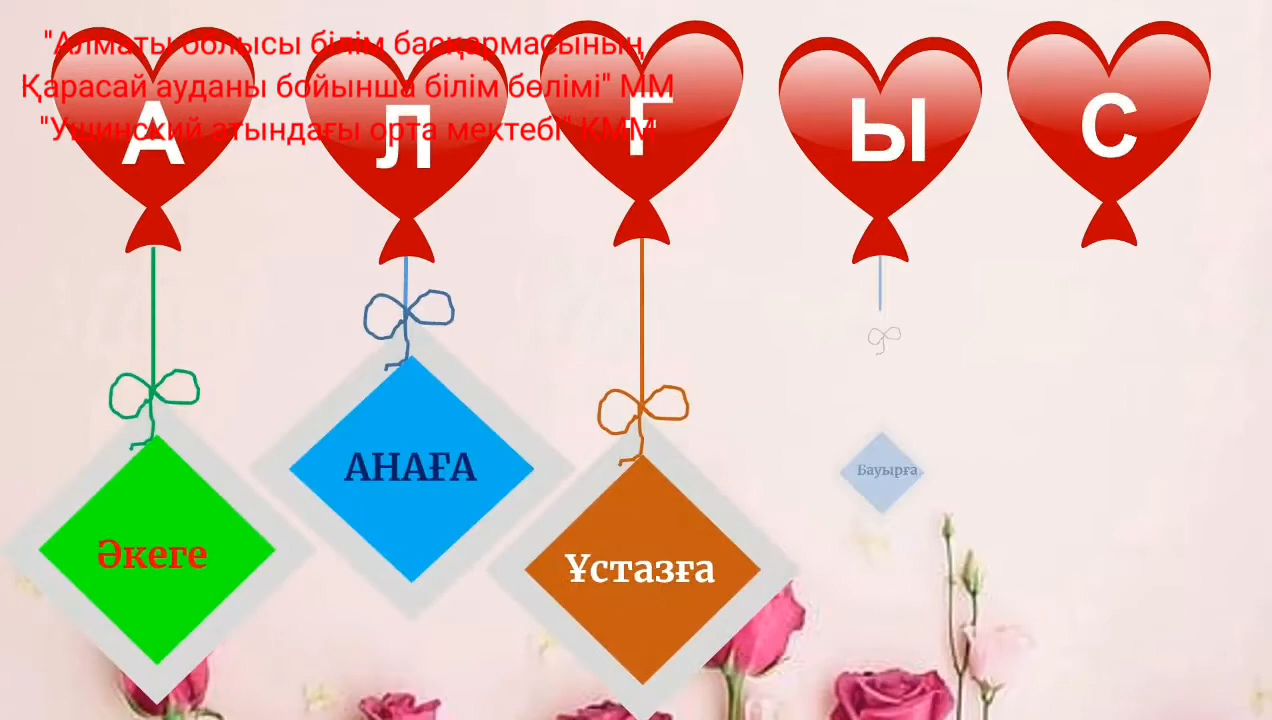 "Алматы облысы білім басқармасының
Қарасай ауданы бойынша білім бөлімі" ММ
"Ушинский атындағы орта мектебі" КММ
А Л Ғ Ы С
Әкеге
АНАҒА
Ұстазға
Бауырға